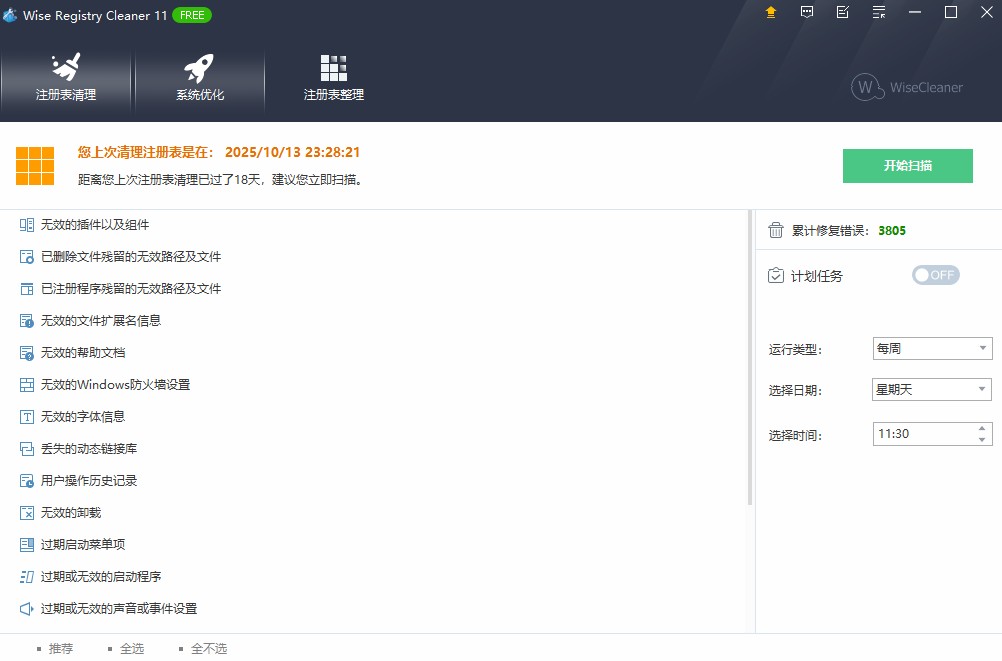 Wise Registry Cleaner 11 FREE
注册表清理
系统优化
注册表整理
W WiseCleaner
您上次清理注册表是在： 2025/10/13 23:28:21
距离您上次注册表清理已过了18天，建议您立即扫描。
开始扫描
无效的插件以及组件
已删除文件残留的无效路径及文件
已注册程序残留的无效路径及文件
无效的文件扩展名信息
无效的帮助文档
无效的Windows防火墙设置
无效的字体信息
丢失的动态链接库
用户操作历史记录
无效的卸载
过期启动菜单项
过期或无效的启动程序
过期或无效的声音或事件设置
累计修复错误： 3805
计划任务 OFF
运行类型： 每周
选择日期： 星期天
选择时间： 11:30
推荐 全选 全不选